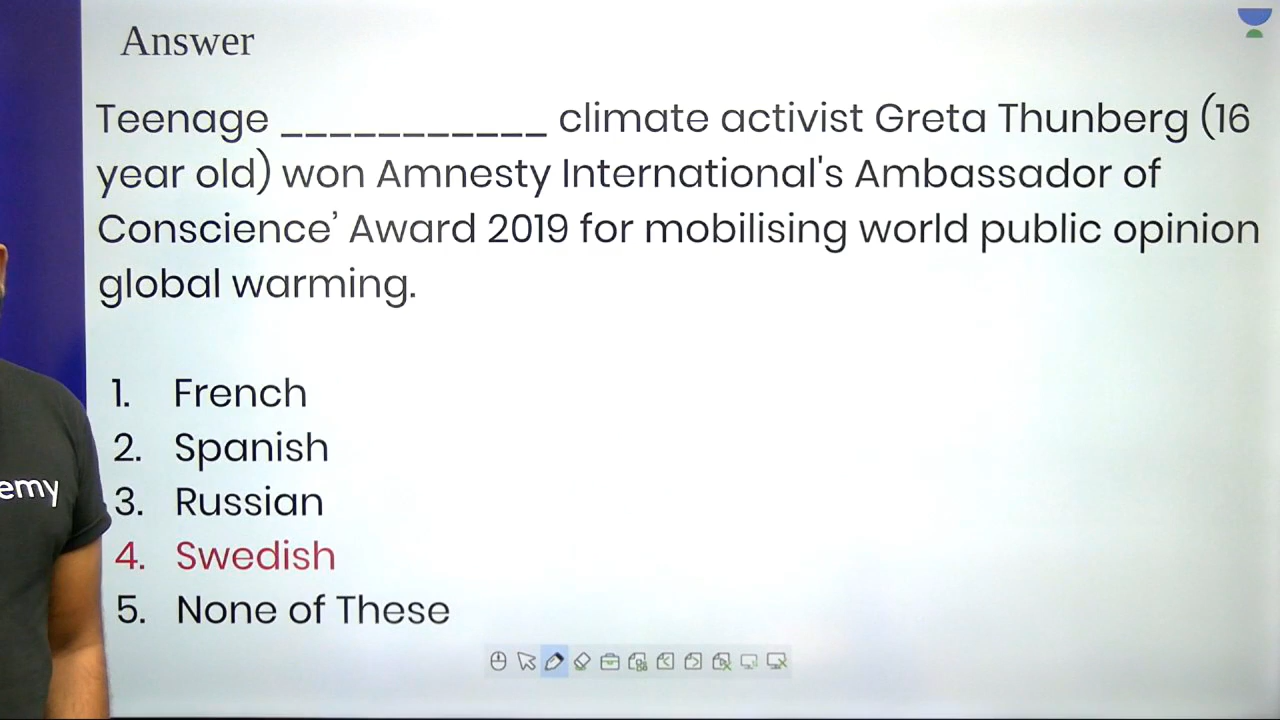 Answer
Teenage ___________ climate activist Greta Thunberg (16
year old) won Amnesty International's Ambassador of
Conscience’ Award 2019 for mobilising world public opinion
global warming.
1. French
2. Spanish
3. Russian
4. Swedish
5. None of These
emy